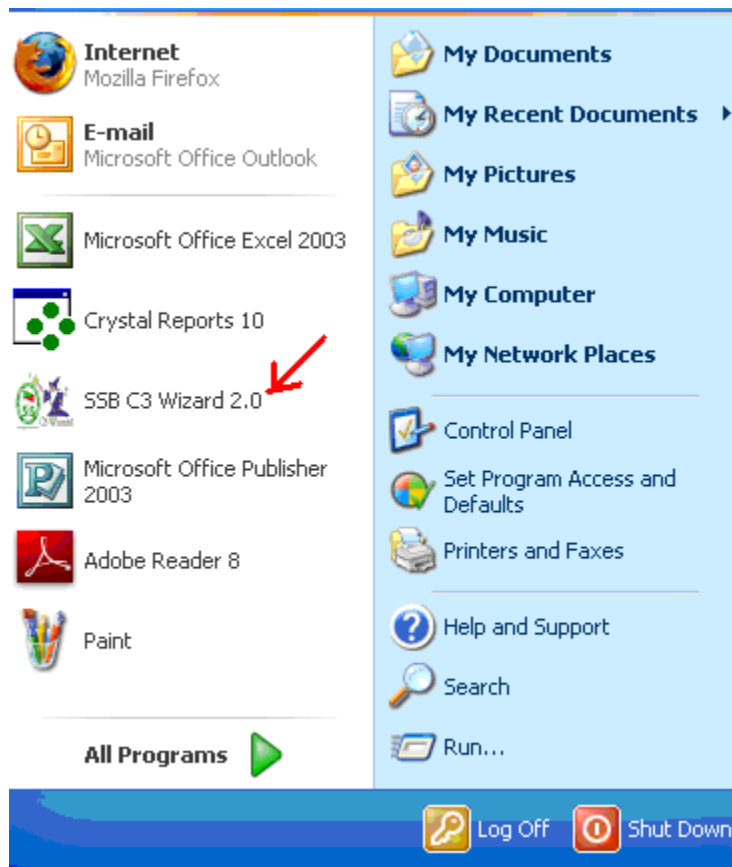 Internet
Mozilla Firefox
E-mail
Microsoft Office Outlook
Microsoft Office Excel 2003
Crystal Reports 10
SSB C3 Wizard 2.0
Microsoft Office Publisher
2003
Adobe Reader 8
Paint
All Programs
My Documents
My Recent Documents
My Pictures
My Music
My Computer
My Network Places
Control Panel
Set Program Access and
Defaults
Printers and Faxes
Help and Support
Search
Run...
Log Off
Shut Down